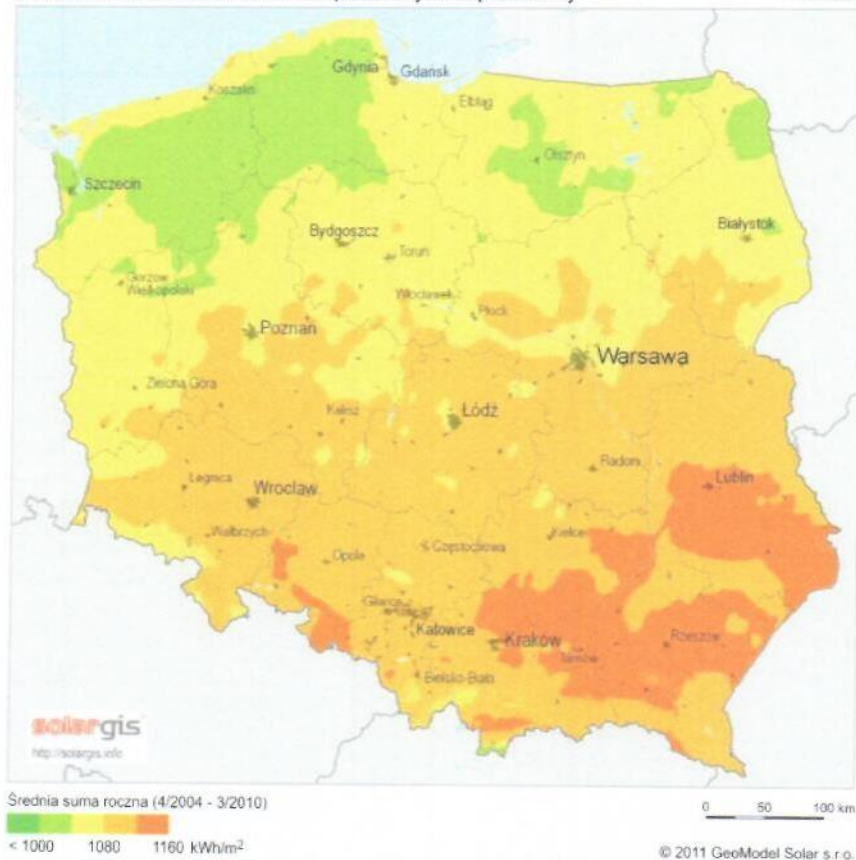 Gdynia
Gdańsk
Koszalin
Elbląg
Olsztyn
Szczecin
Białystok
Bydgoszcz
Toruń
Gorzow
Wielkopolski
Włocławek
Płock
Poznań
Warsawa
Zielona Góra
Kalisz
Łódź
Radom
Legnica
Wroclaw
Lublin
Wałbrzych
Opole
Częstochowa
Kielce
Katowice
Kraków
Tarnów
Rzeszów
Bielsko-Biała
solargis
http://solargis.info
Średnia suma roczna (4/2004 - 3/2010)
0 50 100 km
< 1000 1080 1160 kWh/m²
© 2011 GeoModel Solar s.r.o.